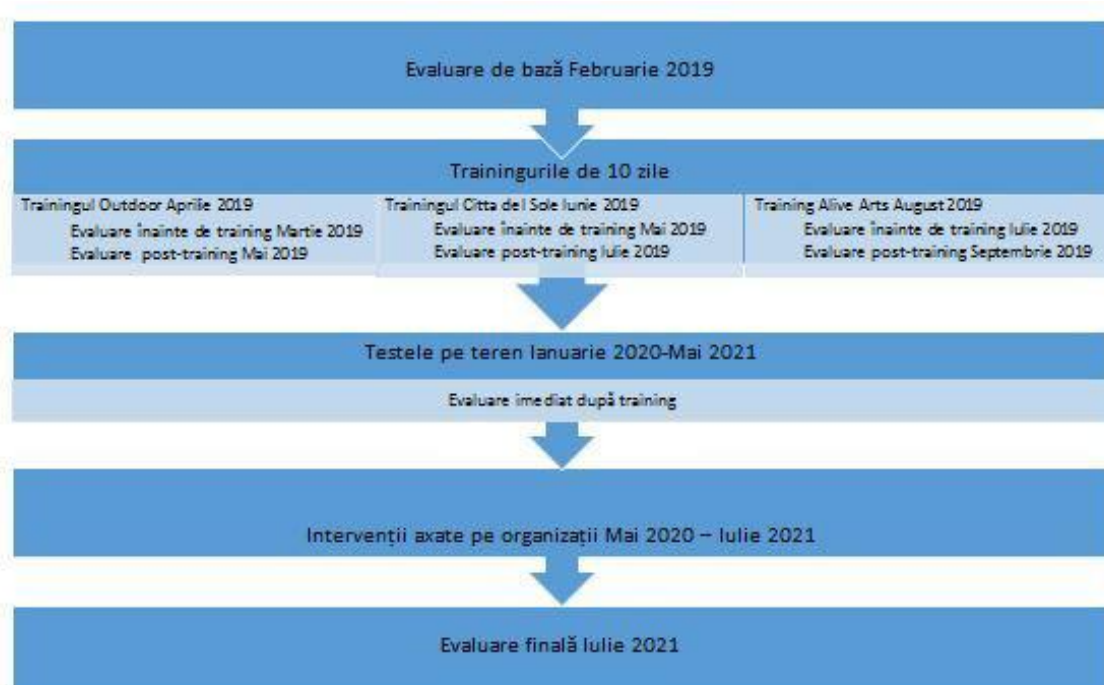 Evaluare de bază Februarie 2019
Trainingurile de 10 zile
Trainingul Outdoor Aprilie 2019
Evaluare înainte de training Martie 2019
Evaluare post-training Mai 2019
Trainingul Citta del Sole Iunie 2019
Evaluare înainte de training Mai 2019
Evaluare post-training Iulie 2019
Training Alive Arts August 2019
Evaluare înainte de training Iulie 2019
Evaluare post-training Septembrie 2019
Testele pe teren Ianuarie 2020-Mai 2021
Evaluare imediat după training
Intervenții axate pe organizații Mai 2020 – Iulie 2021
Evaluare finală Iulie 2021